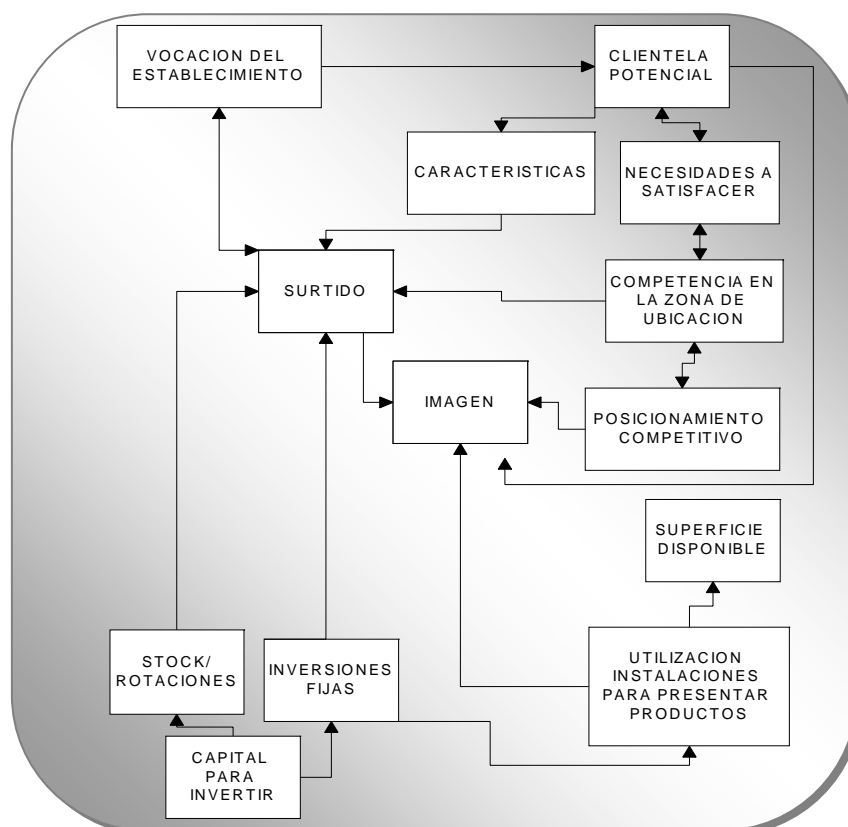 VOCACION DEL
ESTABLECIMIENTO
CLIENTELA
POTENCIAL
CARACTERISTICAS
NECESIDADES A
SATISFACER
SURTIDO
COMPETENCIA EN
LA ZONA DE
UBICACION
IMAGEN
POSICIONAMIENTO
COMPETITIVO
SUPERFICIE
DISPONIBLE
STOCK/
ROTACIONES
INVERSIONES
FIJAS
UTILIZACION
INSTALACIONES
PARA PRESENTAR
PRODUCTOS
CAPITAL
PARA
INVERTIR